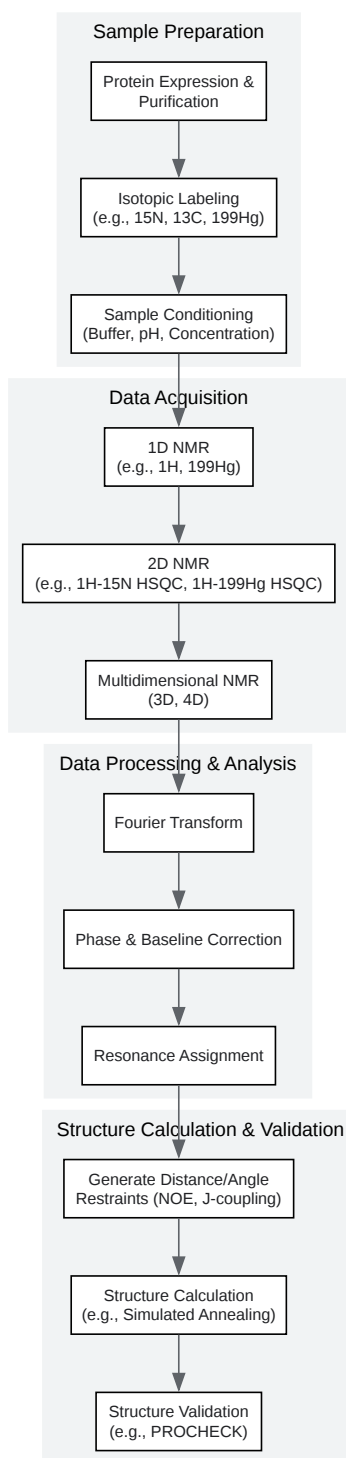 Sample Preparation
Protein Expression &
Purification
Isotopic Labeling
(e.g., 15N, 13C, 199Hg)
Sample Conditioning
(Buffer, pH, Concentration)
Data Acquisition
1D NMR
(e.g., 1H, 199Hg)
2D NMR
(e.g., 1H-15N HSQC, 1H-199Hg HSQC)
Multidimensional NMR
(3D, 4D)
Data Processing & Analysis
Fourier Transform
Phase & Baseline Correction
Resonance Assignment
Structure Calculation & Validation
Generate Distance/Angle
Restraints (NOE, J-coupling)
Structure Calculation
(e.g., Simulated Annealing)
Structure Validation
(e.g., PROCHECK)